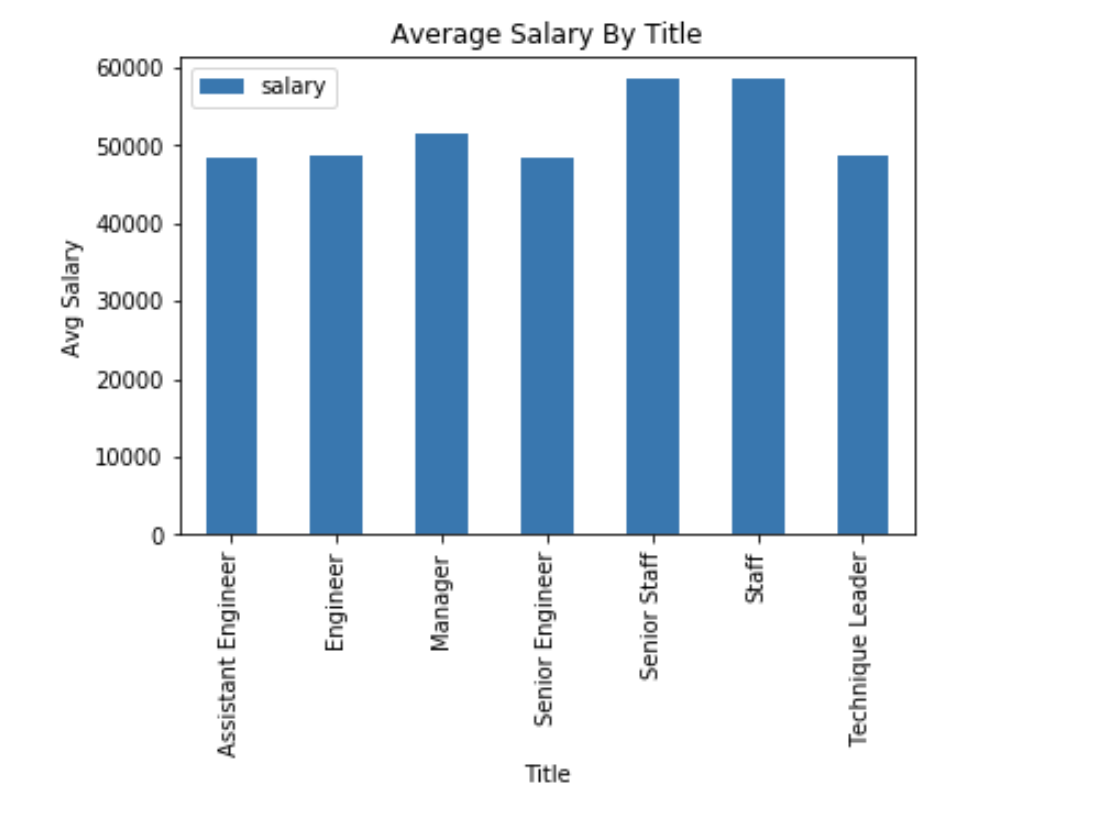 Average Salary By Title
salary
Avg Salary
60000
50000
40000
30000
20000
10000
0
Assistant Engineer
Engineer
Manager
Senior Engineer
Senior Staff
Staff
Technique Leader
Title